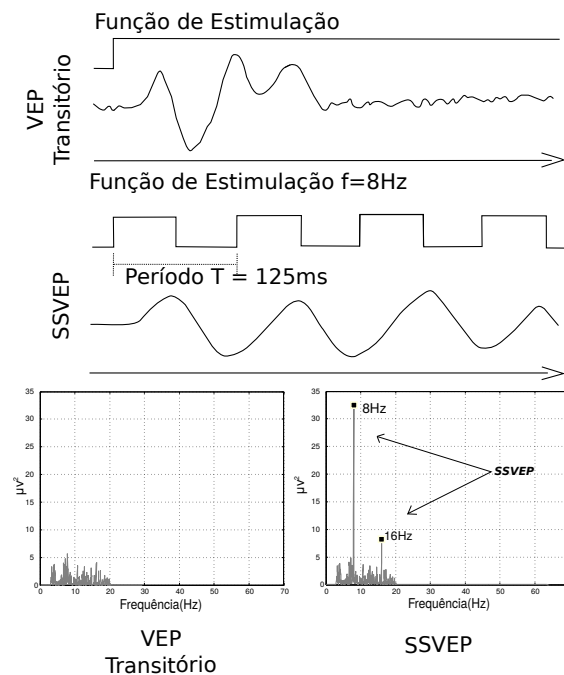 Função de Estimulação
VEP
Transitório
Função de Estimulação f=8Hz
Período T = 125ms
SSVEP
35
30
25
20
15
10
5
0
µv²
0 10 20 30 40 50 60 70
Frequência(Hz)
VEP
Transitório
35
30
25
20
15
10
5
0
µv²
8Hz
SSVEP
16Hz
0 10 20 30 40 50 60
Frequência(Hz)
SSVEP